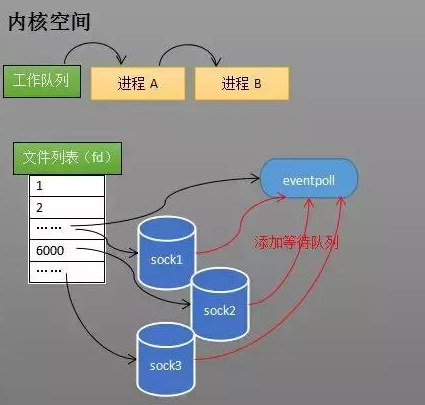 内核空间
工作队列
进程 A
进程 B
文件列表（fd）
1
2
……
6000
……
eventpoll
添加等待队列
sock1
sock2
sock3